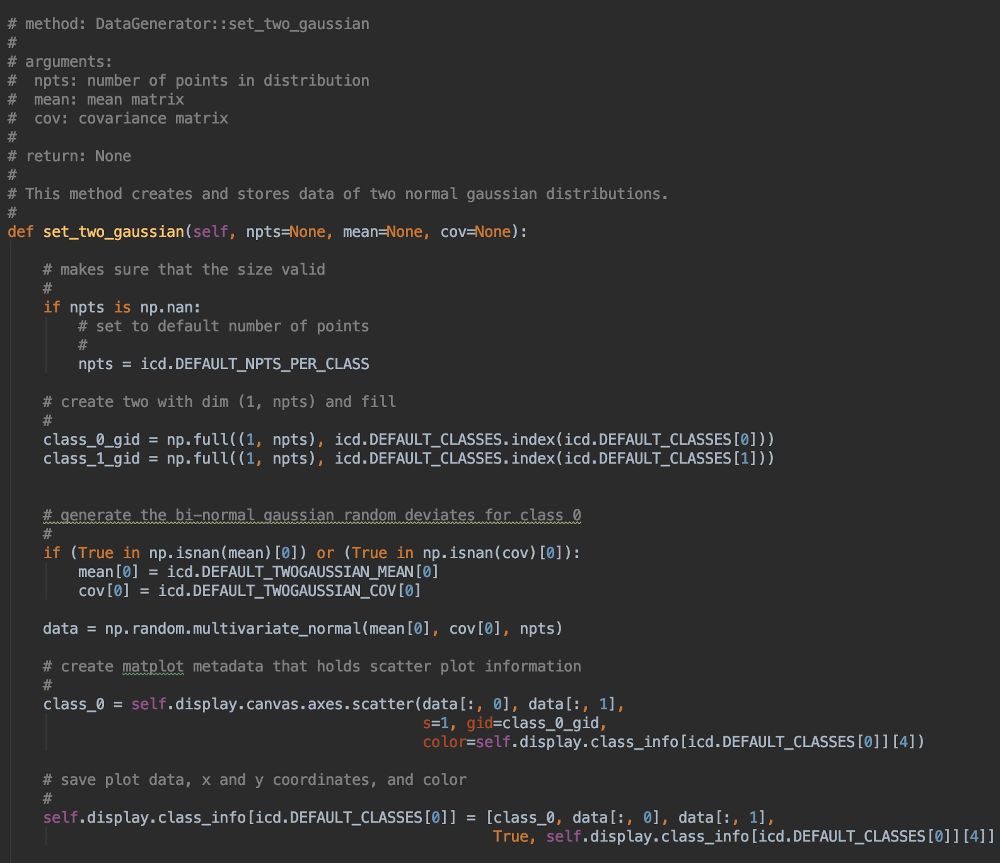 # method: DataGenerator::set_two_gaussian
#
# arguments:
#  npts: number of points in distribution
#  mean: mean matrix
#  cov: covariance matrix
#
# return: None
#
# This method creates and stores data of two normal gaussian distributions.
#
def set_two_gaussian(self, npts=None, mean=None, cov=None):
    # makes sure that the size valid
    #
    if npts is np.nan:
        # set to default number of points
        #
        npts = icd.DEFAULT_NPTS_PER_CLASS
    # create two with dim (1, npts) and fill
    #
    class_0_gid = np.full((1, npts), icd.DEFAULT_CLASSES.index(icd.DEFAULT_CLASSES[0]))
    class_1_gid = np.full((1, npts), icd.DEFAULT_CLASSES.index(icd.DEFAULT_CLASSES[1]))
    # generate the bi-normal gaussian random deviates for class 0
    #
    if (True in np.isnan(mean)[0]) or (True in np.isnan(cov)[0]):
        mean[0] = icd.DEFAULT_TWOGAUSSIAN_MEAN[0]
        cov[0] = icd.DEFAULT_TWOGAUSSIAN_COV[0]
    data = np.random.multivariate_normal(mean[0], cov[0], npts)
    # create matplot metadata that holds scatter plot information
    #
    class_0 = self.display.canvas.axes.scatter(data[:, 0], data[:, 1],
                                               s=1, gid=class_0_gid,
                                               color=self.display.class_info[icd.DEFAULT_CLASSES[0]][4])
    # save plot data, x and y coordinates, and color
    #
    self.display.class_info[icd.DEFAULT_CLASSES[0]] = [class_0, data[:, 0], data[:, 1],
                                                       True, self.display.class_info[icd.DEFAULT_CLASSES[0]][4]]